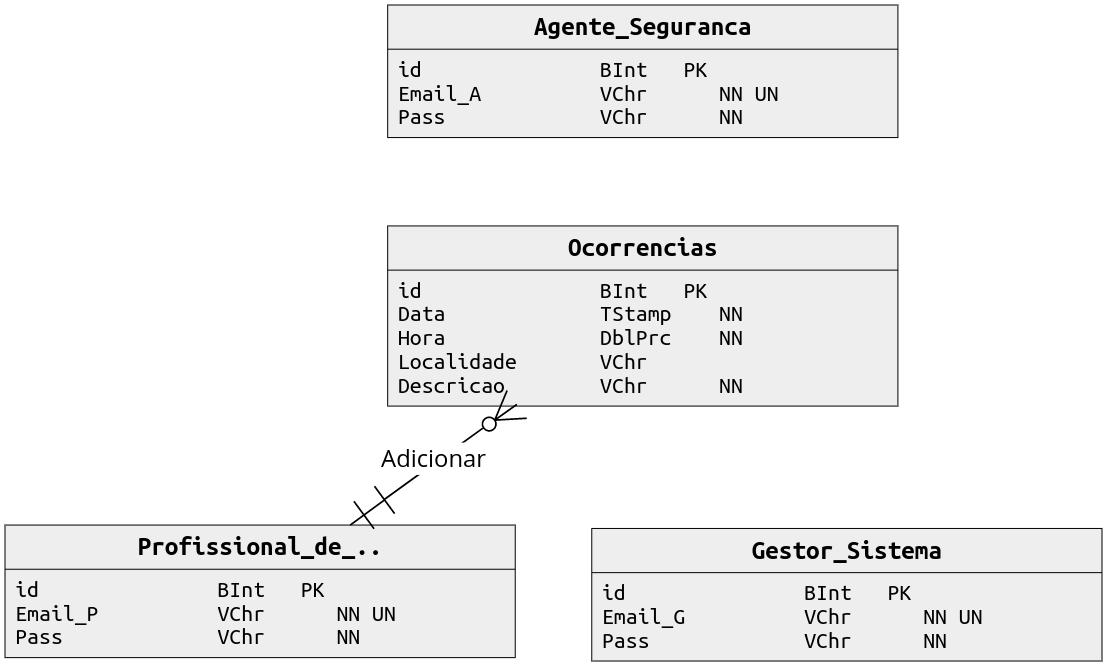 Agente_Seguranca
id BInt PK
Email_A VChr NN UN
Pass VChr NN
Ocorrencias
id BInt PK
Data TStamp NN
Hora DblPrc NN
Localidade VChr
Descricao VChr NN
Adicionar
Profissional_de_..
id BInt PK
Email_P VChr NN UN
Pass VChr NN
Gestor_Sistema
id BInt PK
Email_G VChr NN UN
Pass VChr NN